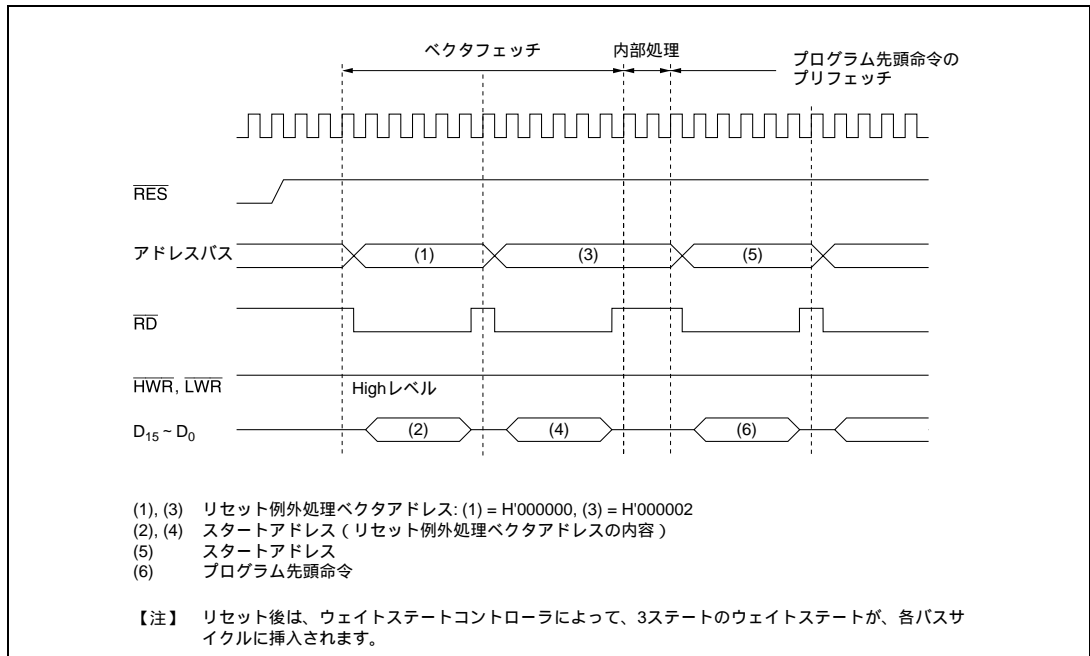 ベクタフェッチ
内部処理
プログラム先頭命令の
プリフェッチ
RES
アドレスバス
(1)
(3)
(5)
RD
HWR, LWR
Highレベル
D15 ~ D0
(2)
(4)
(6)
(1), (3) リセット例外処理ベクタアドレス: (1) = H'000000, (3) = H'000002
(2), (4) スタートアドレス ( リセット例外処理ベクタアドレスの内容 )
(5) スタートアドレス
(6) プログラム先頭命令
【注】 リセット後は、ウェイトステートコントローラによって、3ステートのウェイトステートが、各バスサ
イクルに挿入されます。